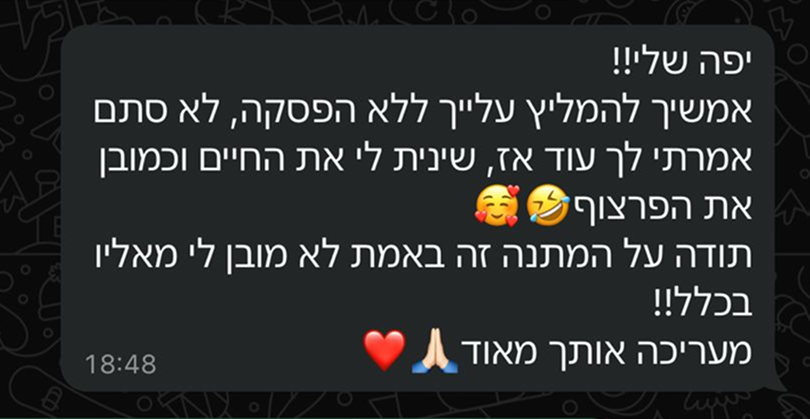 יפה שלי!!
אמשיך להמליץ עלייך ללא הפסקה, לא סתם
אמרתי לך עוד אז, שינית לי את החיים וכמובן
את הפרצוף🤣🥰
תודה על המתנה זה באמת לא מובן לי מאליו
בכלל!!
מעריכה אותך מאוד🙏🏻❤️
18:48